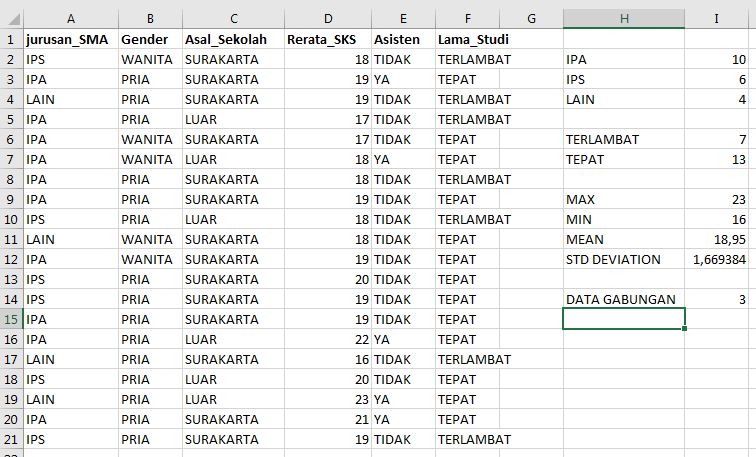 A B C D E F G H I
1 jurusan_SMA Gender Asal_Sekolah Rerata_SKS Asisten Lama_Studi
2 IPS WANITA SURAKARTA 18 TIDAK TERLAMBAT IPA 10
3 IPA PRIA SURAKARTA 19 YA TEPAT IPS 6
4 LAIN PRIA SURAKARTA 19 TIDAK TERLAMBAT LAIN 4
5 IPA PRIA LUAR 17 TIDAK TERLAMBAT
6 IPA WANITA SURAKARTA 17 TIDAK TEPAT TERLAMBAT 7
7 IPA WANITA LUAR 18 YA TEPAT TEPAT 13
8 IPA PRIA SURAKARTA 18 TIDAK TERLAMBAT
9 IPA PRIA SURAKARTA 19 TIDAK TEPAT MAX 23
10 IPS PRIA LUAR 18 TIDAK TERLAMBAT MIN 16
11 LAIN WANITA SURAKARTA 18 TIDAK TEPAT MEAN 18,95
12 IPA WANITA SURAKARTA 19 TIDAK TEPAT STD DEVIATION 1,669384
13 IPS PRIA SURAKARTA 20 TIDAK TEPAT
14 IPS PRIA SURAKARTA 19 TIDAK TEPAT DATA GABUNGAN 3
15 IPA PRIA SURAKARTA 19 TIDAK TEPAT
16 IPA PRIA LUAR 22 YA TEPAT
17 LAIN PRIA SURAKARTA 16 TIDAK TERLAMBAT
18 IPS PRIA LUAR 20 TIDAK TEPAT
19 LAIN PRIA LUAR 23 YA TEPAT
20 IPA PRIA SURAKARTA 21 YA TEPAT
21 IPS PRIA SURAKARTA 19 TIDAK TERLAMBAT